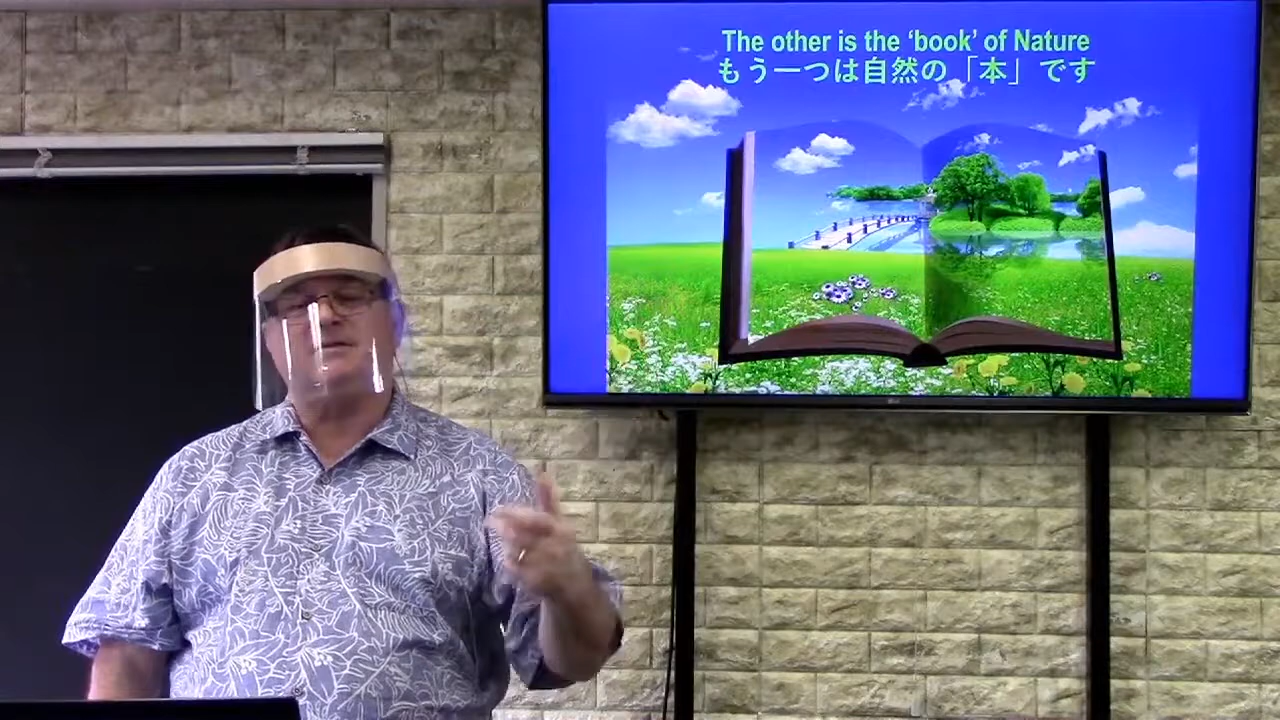 The other is the ‘book’ of Nature
もう一つは自然の「本」です